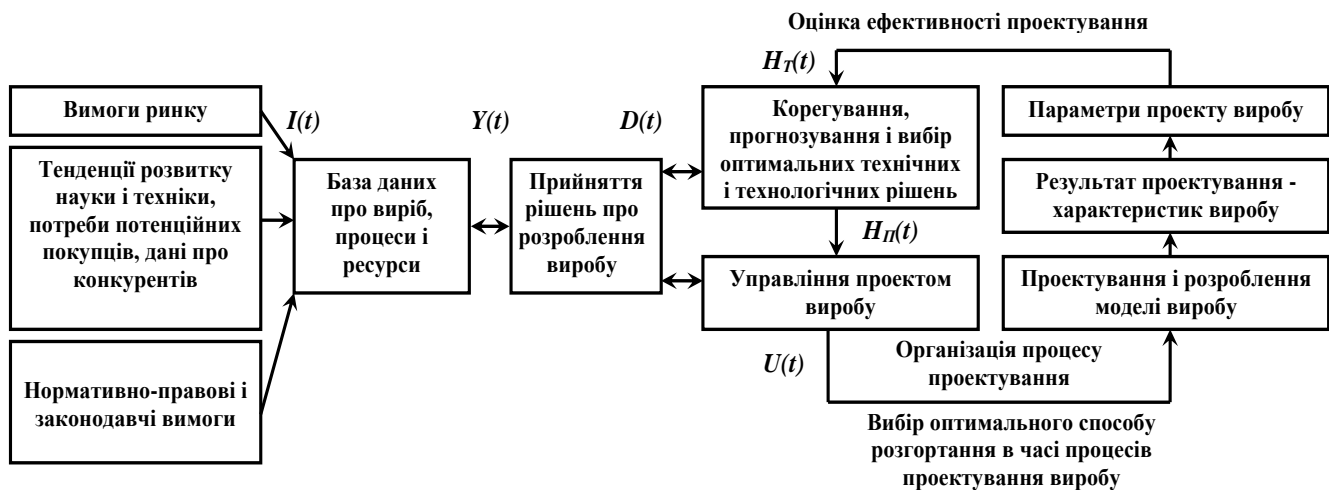 Оцінка ефективності проектування
H_T(t)
Вимоги ринку
I(t)
Y(t)
D(t)
Корегування,
прогнозування і вибір
оптимальних технічних
і технологічних рішень
Параметри проекту виробу
Тенденції розвитку
науки і техніки,
потреби потенційних
покупців, дані про
конкурентів
База даних
про виріб,
процеси і
ресурси
Прийняття
рішень про
розроблення
виробу
Результат проектування -
характеристик виробу
H_П(t)
Управління проектом
виробу
Проектування і розроблення
моделі виробу
Нормативно-правові і
законодавчі вимоги
U(t)
Організація процесу
проектування
Вибір оптимального способу
розгортання в часі процесів
проектування виробу